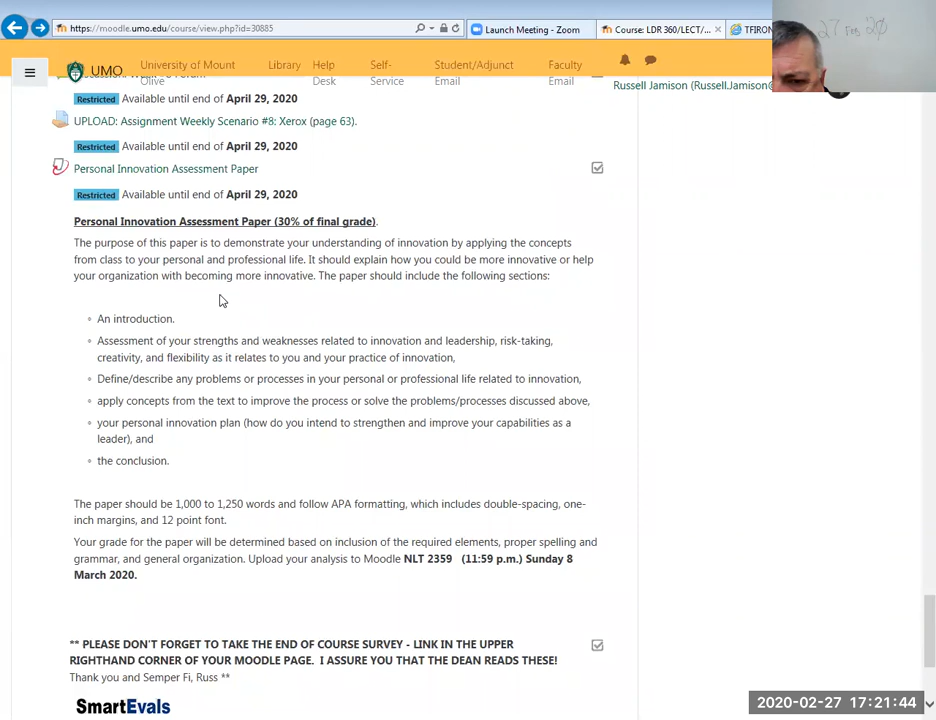 https://moodle.umo.edu/course/view.php?id=30885
Launch Meeting - Zoom
Course: LDR 360/LECT/...
TFIRON
27 Feb 20
UMO
University of Mount Olive
Library
Help Desk
Self-Service
Student/Adjunct Email
Faculty Email
Russell Jamison (Russell.Jamison@
Restricted Available until end of April 29, 2020
UPLOAD: Assignment Weekly Scenario #8: Xerox (page 63).
Restricted Available until end of April 29, 2020
Personal Innovation Assessment Paper
Restricted Available until end of April 29, 2020
Personal Innovation Assessment Paper (30% of final grade).
The purpose of this paper is to demonstrate your understanding of innovation by applying the concepts
from class to your personal and professional life. It should explain how you could be more innovative or help
your organization with becoming more innovative. The paper should include the following sections:
An introduction.
Assessment of your strengths and weaknesses related to innovation and leadership, risk-taking,
creativity, and flexibility as it relates to you and your practice of innovation,
Define/describe any problems or processes in your personal or professional life related to innovation,
apply concepts from the text to improve the process or solve the problems/processes discussed above,
your personal innovation plan (how do you intend to strengthen and improve your capabilities as a
leader), and
the conclusion.
The paper should be 1,000 to 1,250 words and follow APA formatting, which includes double-spacing, one-
inch margins, and 12 point font.
Your grade for the paper will be determined based on inclusion of the required elements, proper spelling and
grammar, and general organization. Upload your analysis to Moodle NLT 2359 (11:59 p.m.) Sunday 8
March 2020.
** PLEASE DON'T FORGET TO TAKE THE END OF COURSE SURVEY - LINK IN THE UPPER
RIGHTHAND CORNER OF YOUR MOODLE PAGE. I ASSURE YOU THAT THE DEAN READS THESE!
Thank you and Semper Fi, Russ **
SmartEvals
2020-02-27 17:21:44